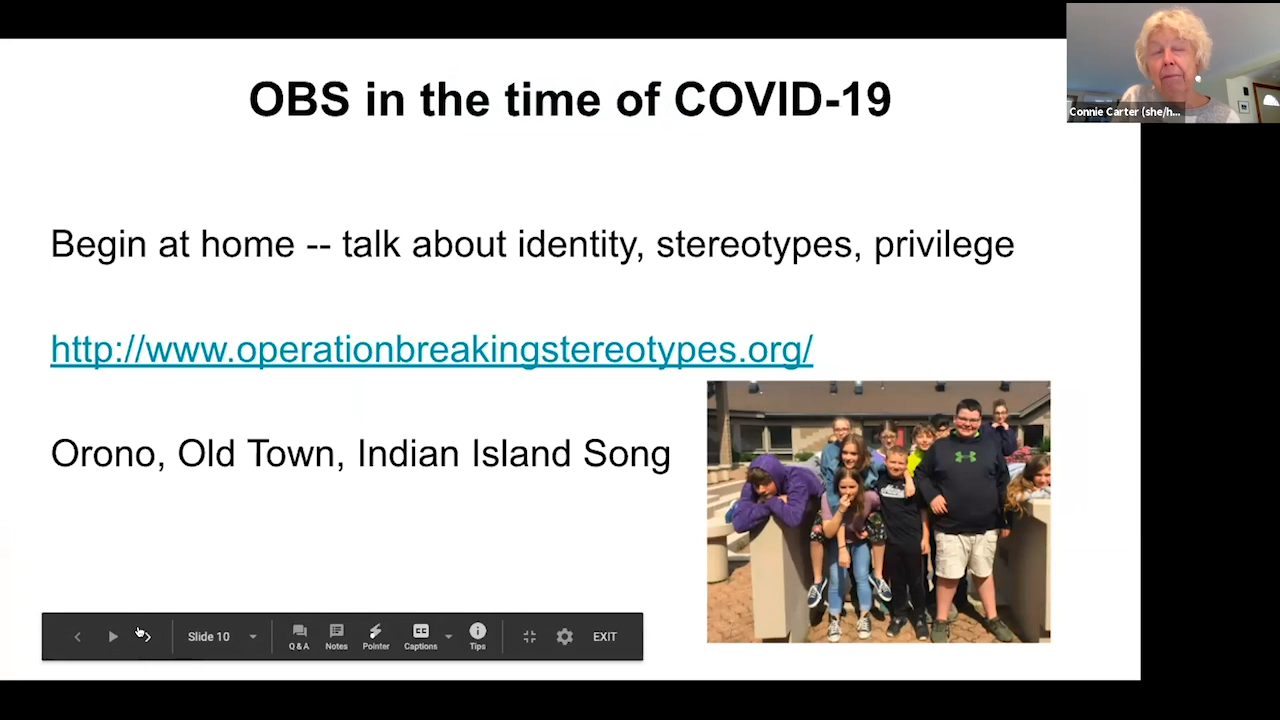 OBS in the time of COVID-19
Connie Carter (she/h...
Begin at home -- talk about identity, stereotypes, privilege
http://www.operationbreakingstereotypes.org/
Orono, Old Town, Indian Island Song
Slide 10
Q & A
Notes
Pointer
Captions
Tips
EXIT